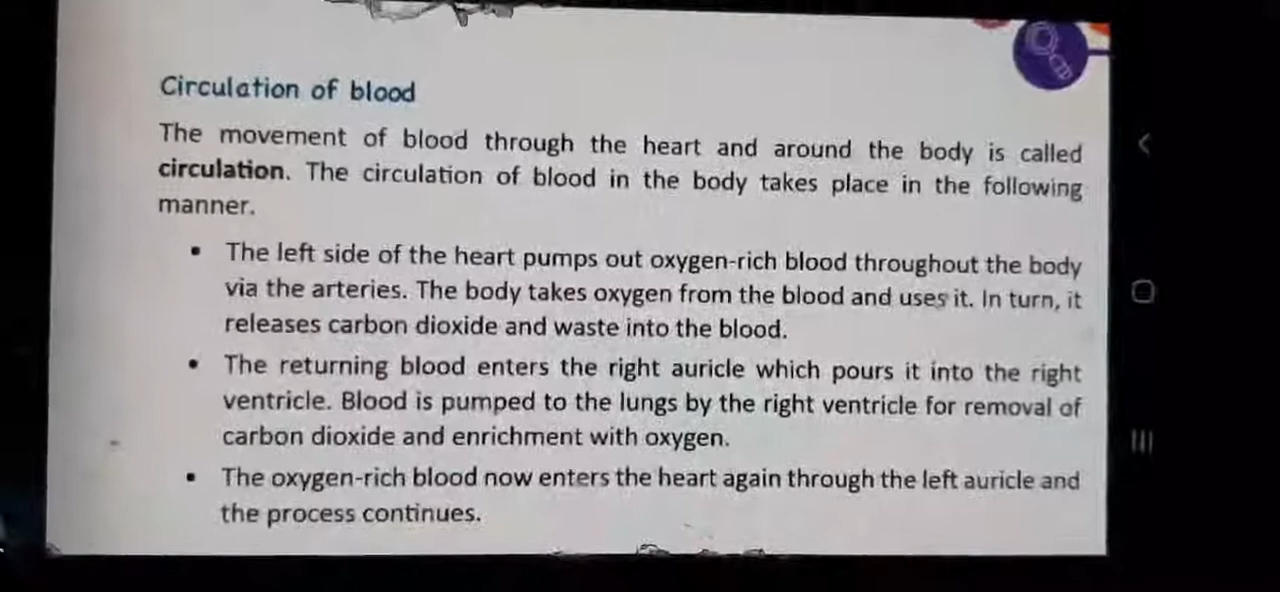 Circulation of blood
The movement of blood through the heart and around the body is called
circulation. The circulation of blood in the body takes place in the following
manner.
• The left side of the heart pumps out oxygen-rich blood throughout the body
via the arteries. The body takes oxygen from the blood and uses it. In turn, it
releases carbon dioxide and waste into the blood.
• The returning blood enters the right auricle which pours it into the right
ventricle. Blood is pumped to the lungs by the right ventricle for removal of
carbon dioxide and enrichment with oxygen.
• The oxygen-rich blood now enters the heart again through the left auricle and
the process continues.